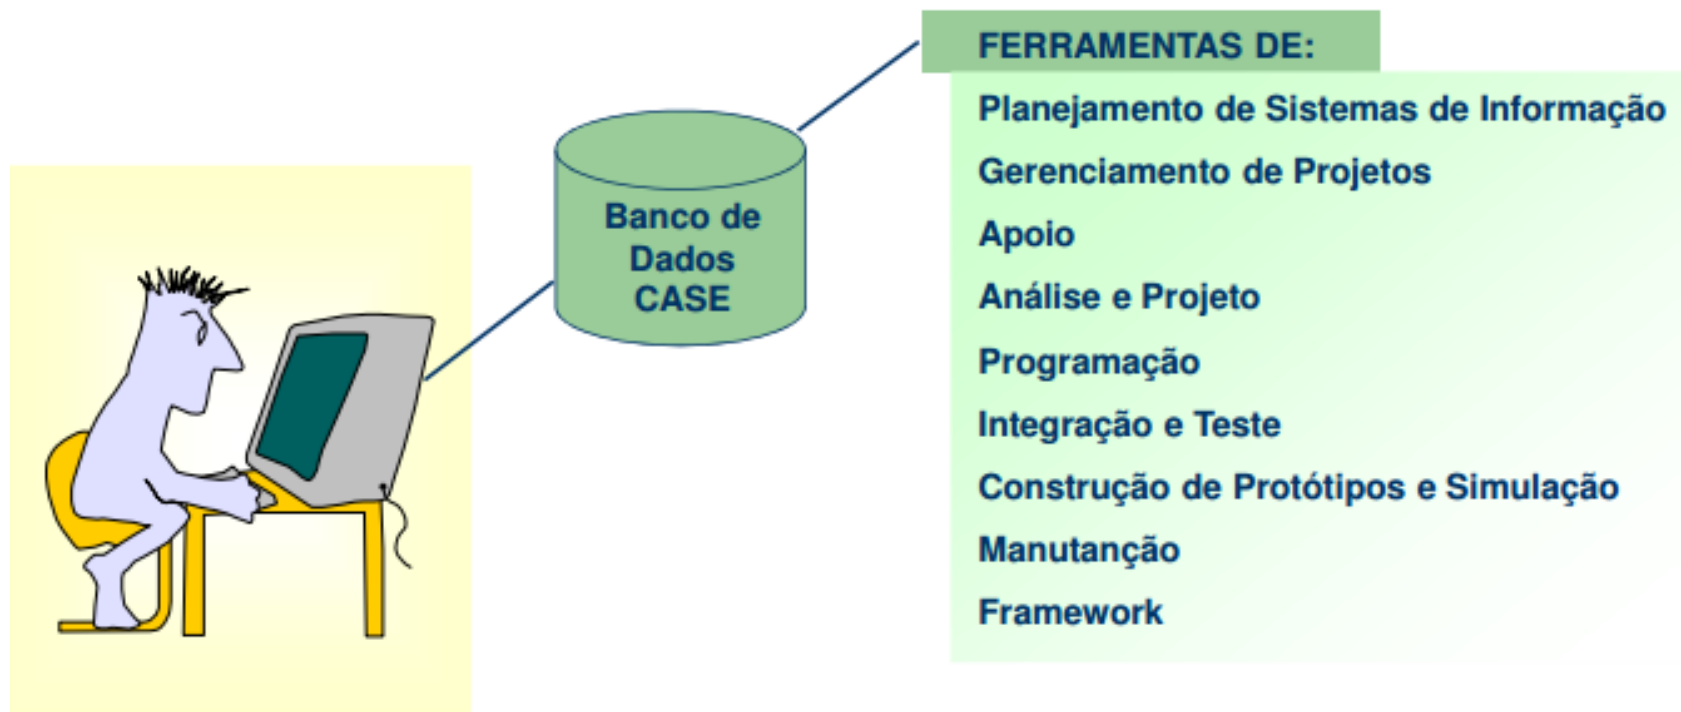 FERRAMENTAS DE:
Planejamento de Sistemas de Informação
Gerenciamento de Projetos
Apoio
Análise e Projeto
Programação
Integração e Teste
Construção de Protótipos e Simulação
Manutanção
Framework
Banco de
Dados
CASE